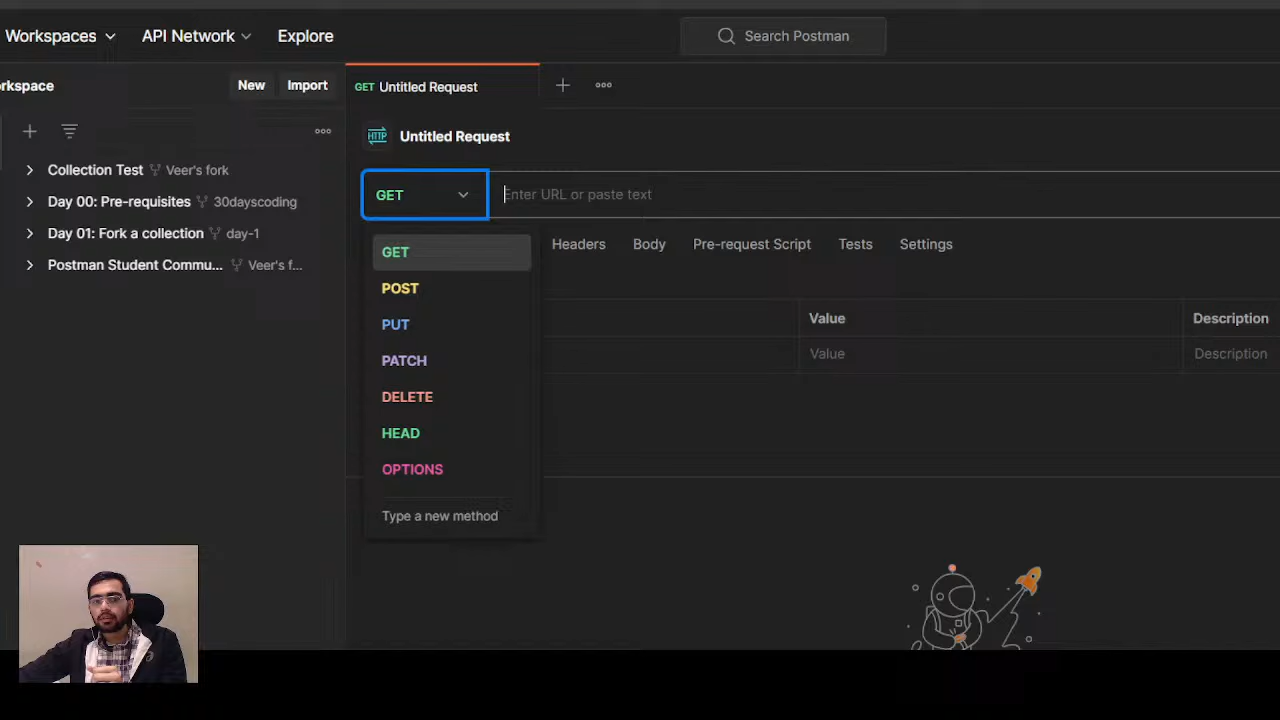 Workspaces
API Network
Explore
Search Postman
rkspace
New
Import
GET Untitled Request
HTTP
Untitled Request
GET
Enter URL or paste text
Collection Test Veer's fork
Day 00: Pre-requisites 30dayscoding
Day 01: Fork a collection day-1
Postman Student Commu... Veer's f...
Headers
Body
Pre-request Script
Tests
Settings
GET
POST
PUT
PATCH
DELETE
HEAD
OPTIONS
Type a new method
Value
Description
Value
Description